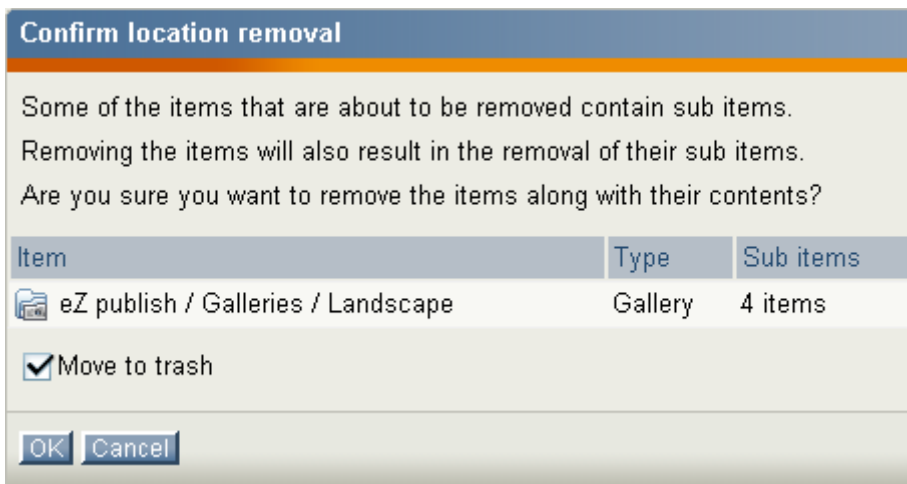 Confirm location removal
Some of the items that are about to be removed contain sub items.
Removing the items will also result in the removal of their sub items.
Are you sure you want to remove the items along with their contents?
Item Type Sub items
eZ publish / Galleries / Landscape Gallery 4 items
Move to trash
OK Cancel